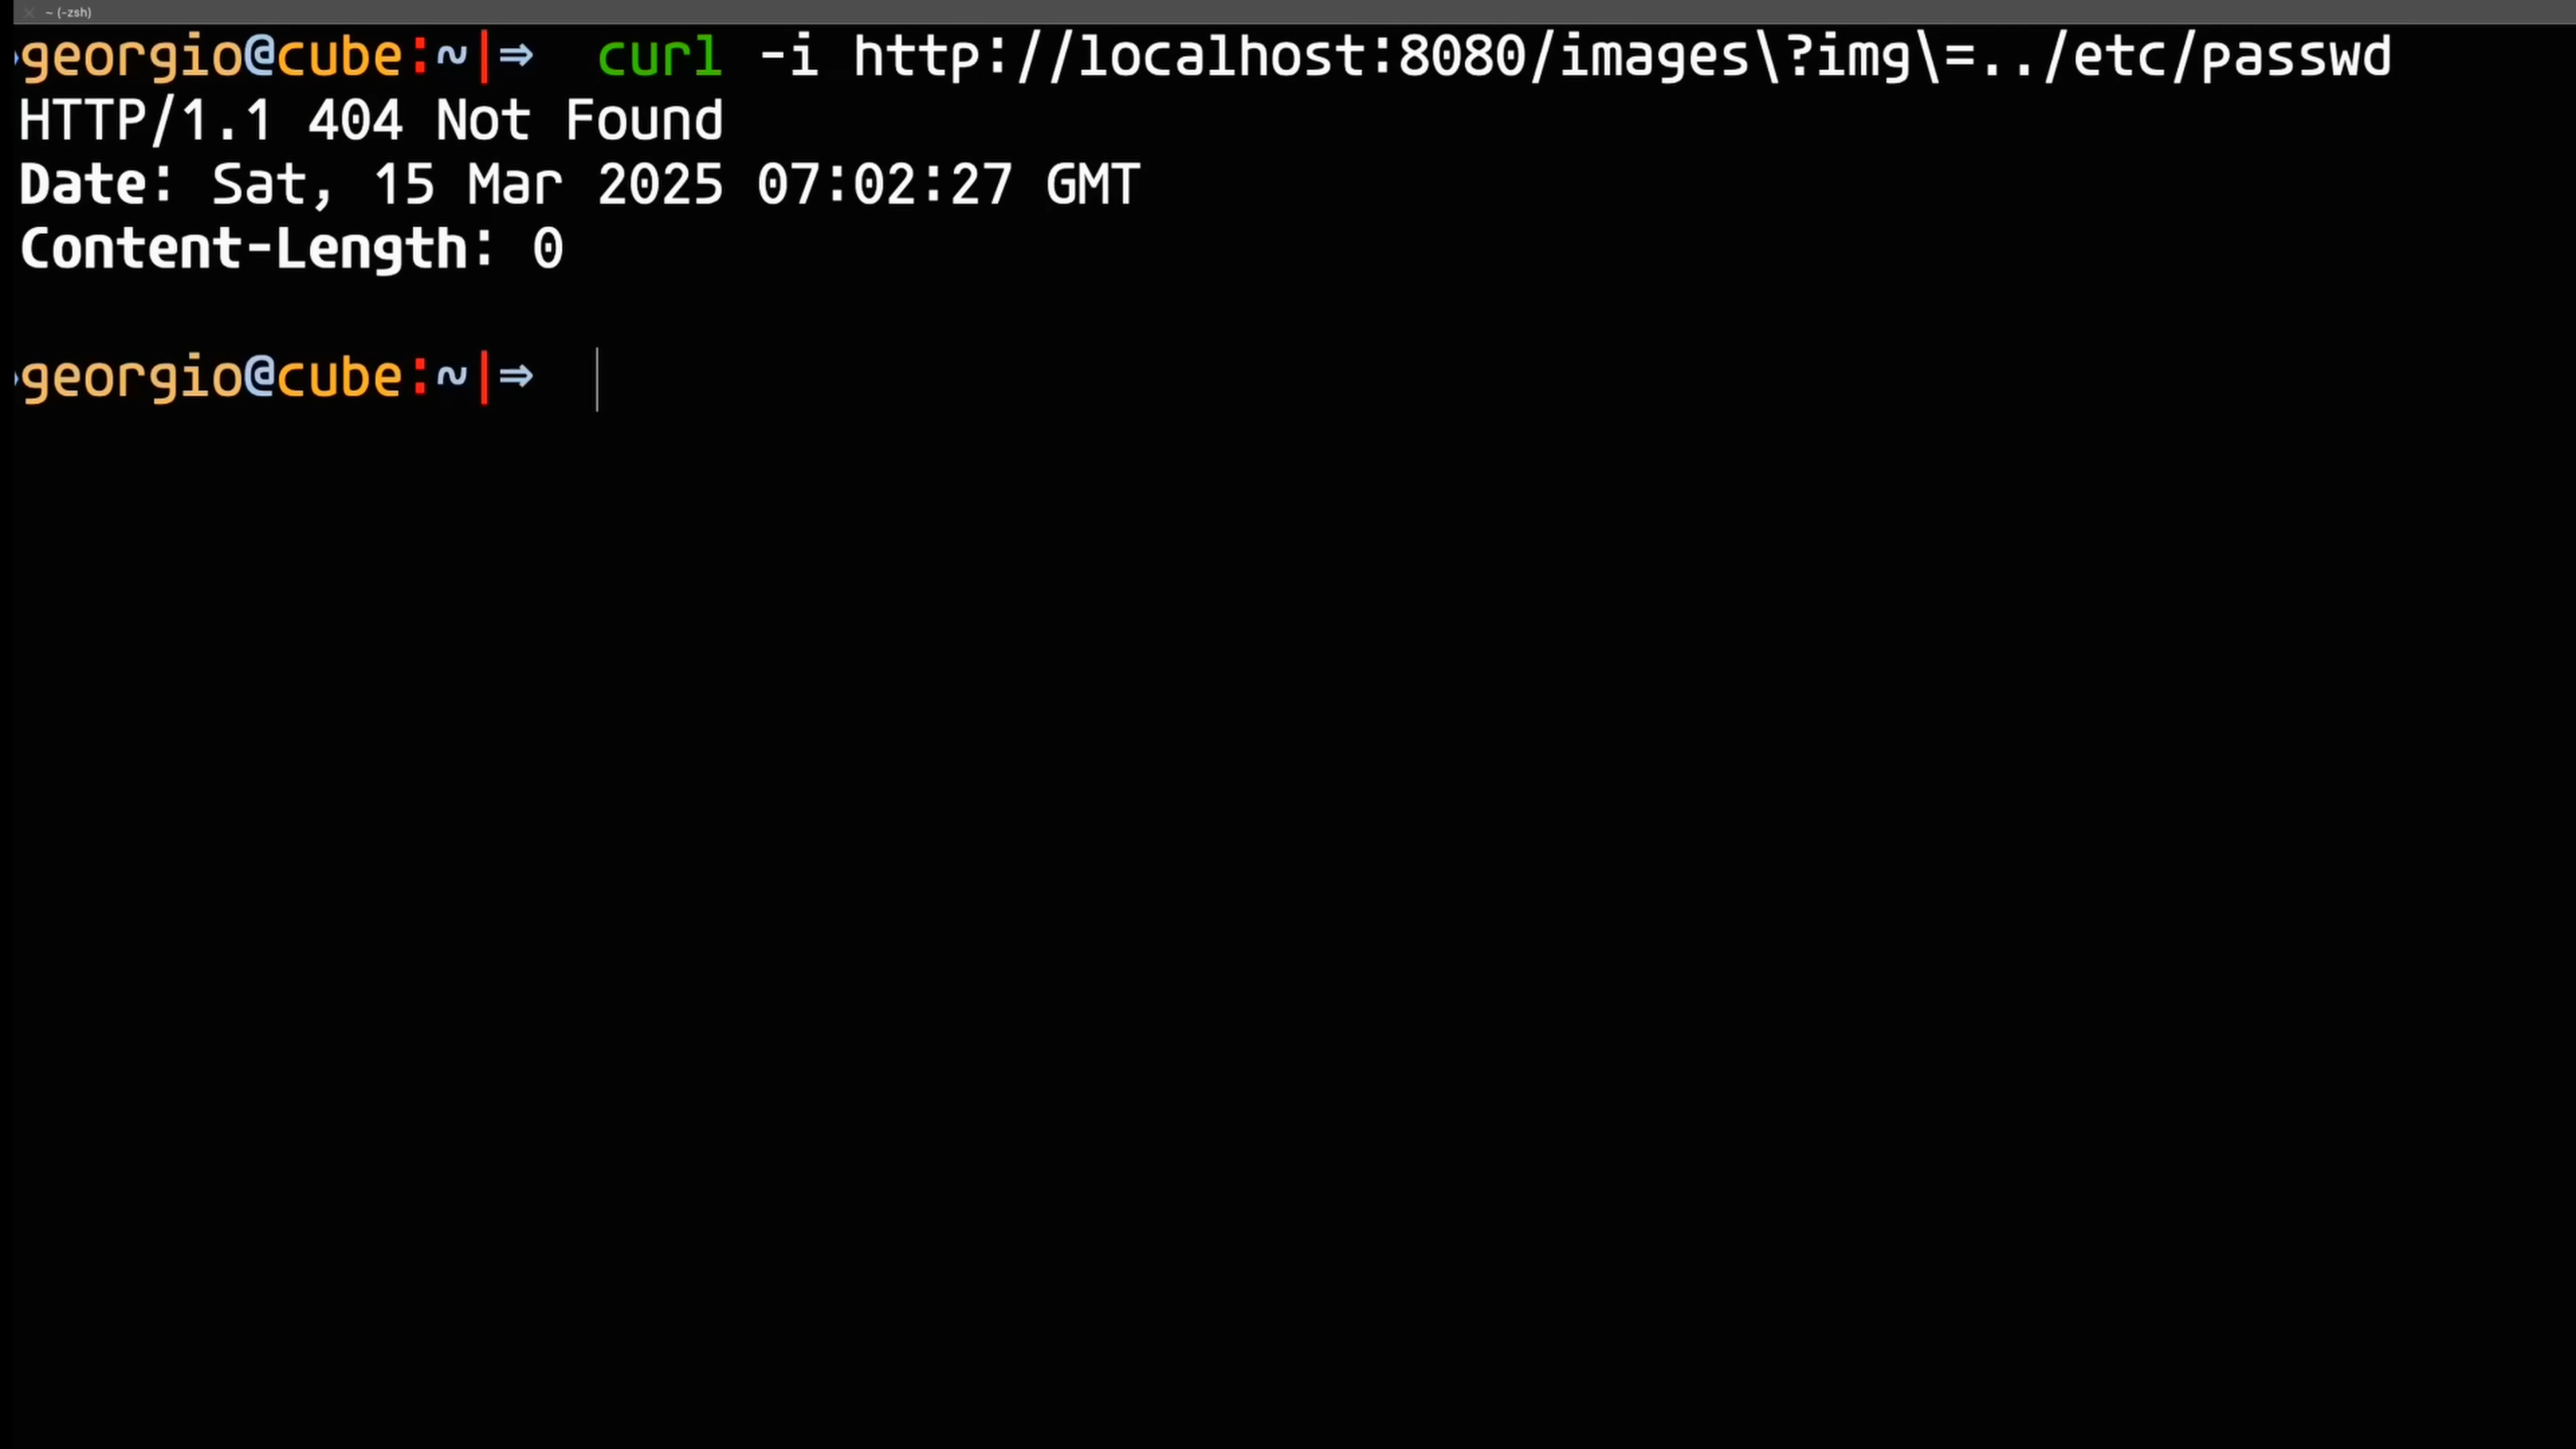 ~ (-zsh)
georgio@cube:~|⇒  curl -i http://localhost:8080/images\?img\=../etc/passwd
HTTP/1.1 404 Not Found
Date: Sat, 15 Mar 2025 07:02:27 GMT
Content-Length: 0
georgio@cube:~|⇒